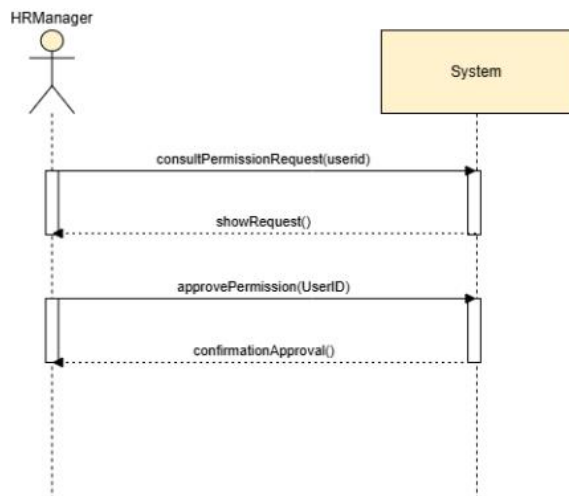 HRManager
System
consultPermissionRequest(userid)
showRequest()
approvePermission(UserID)
confirmationApproval()